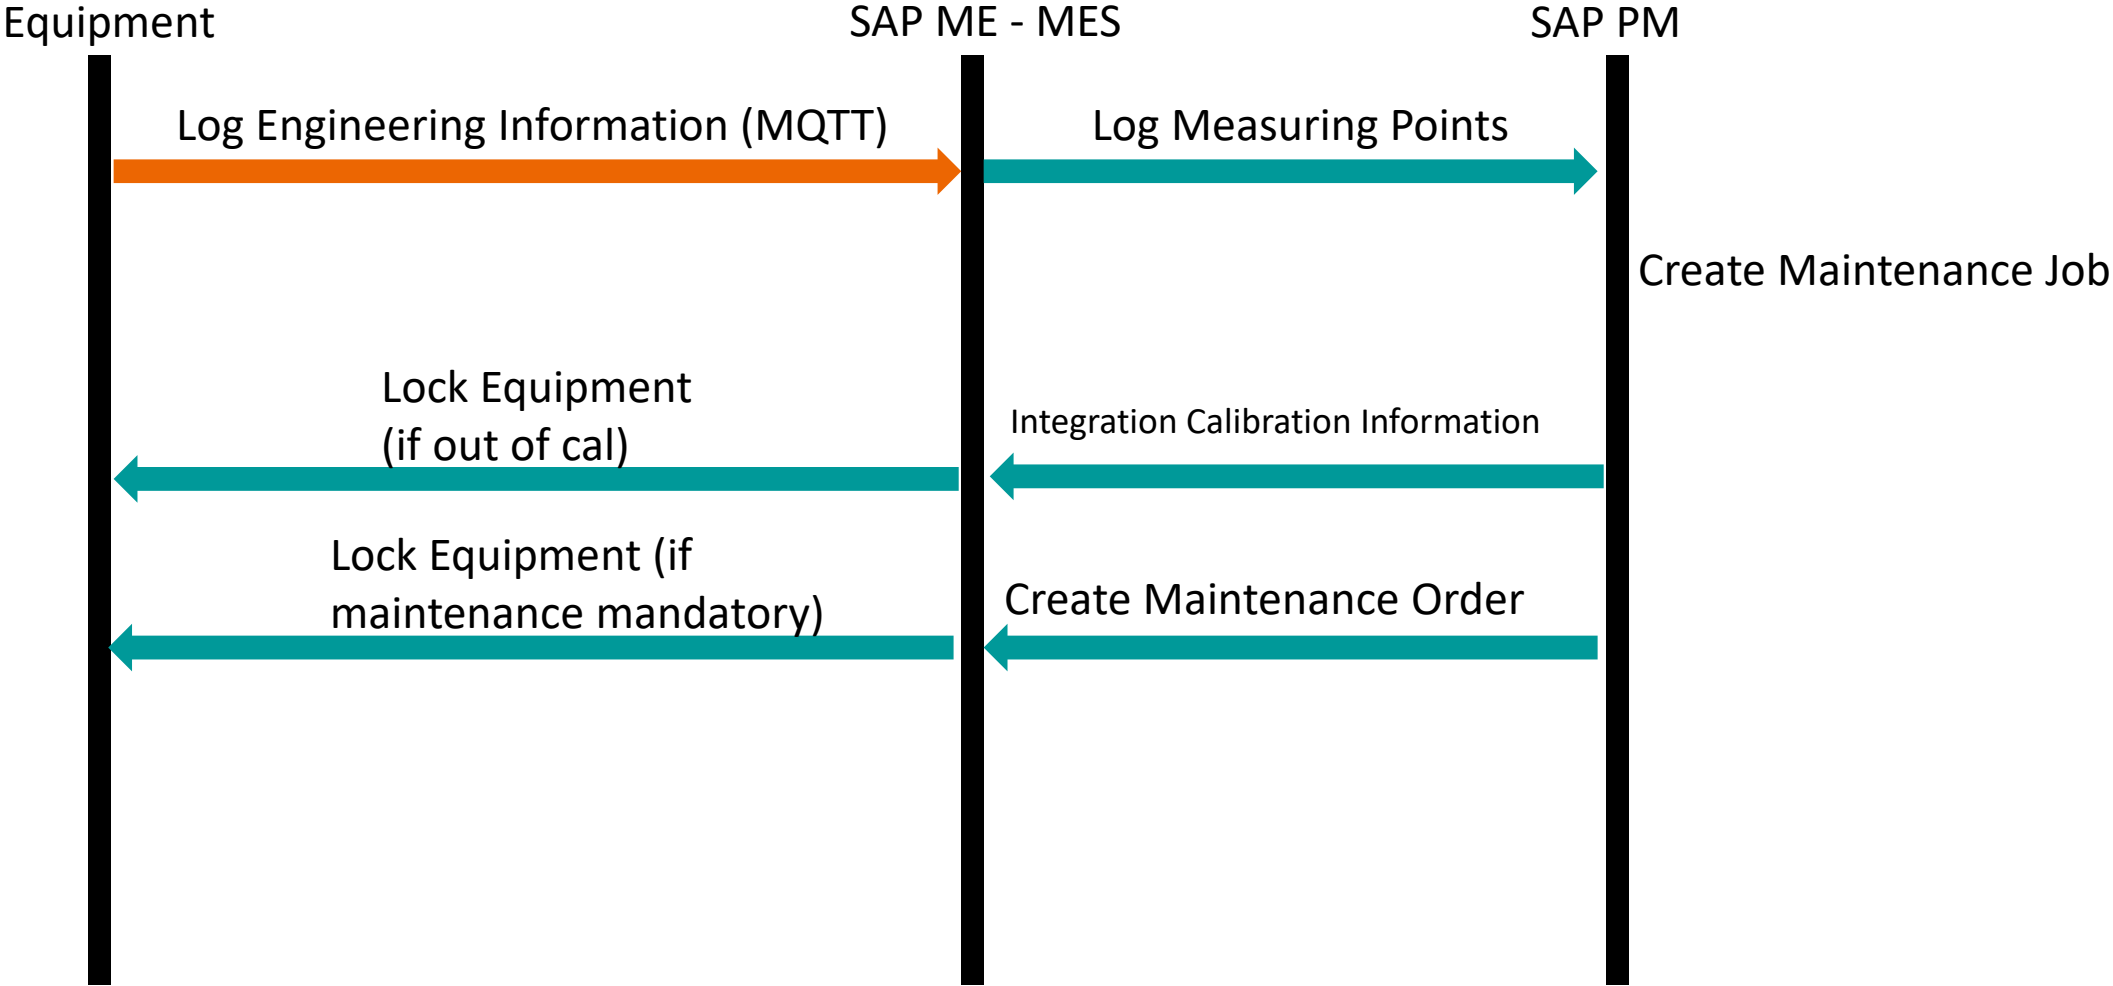 Equipment
SAP ME - MES
SAP PM
Log Engineering Information (MQTT)
Log Measuring Points
Create Maintenance Job
Lock Equipment
(if out of cal)
Integration Calibration Information
Lock Equipment (if
maintenance mandatory)
Create Maintenance Order